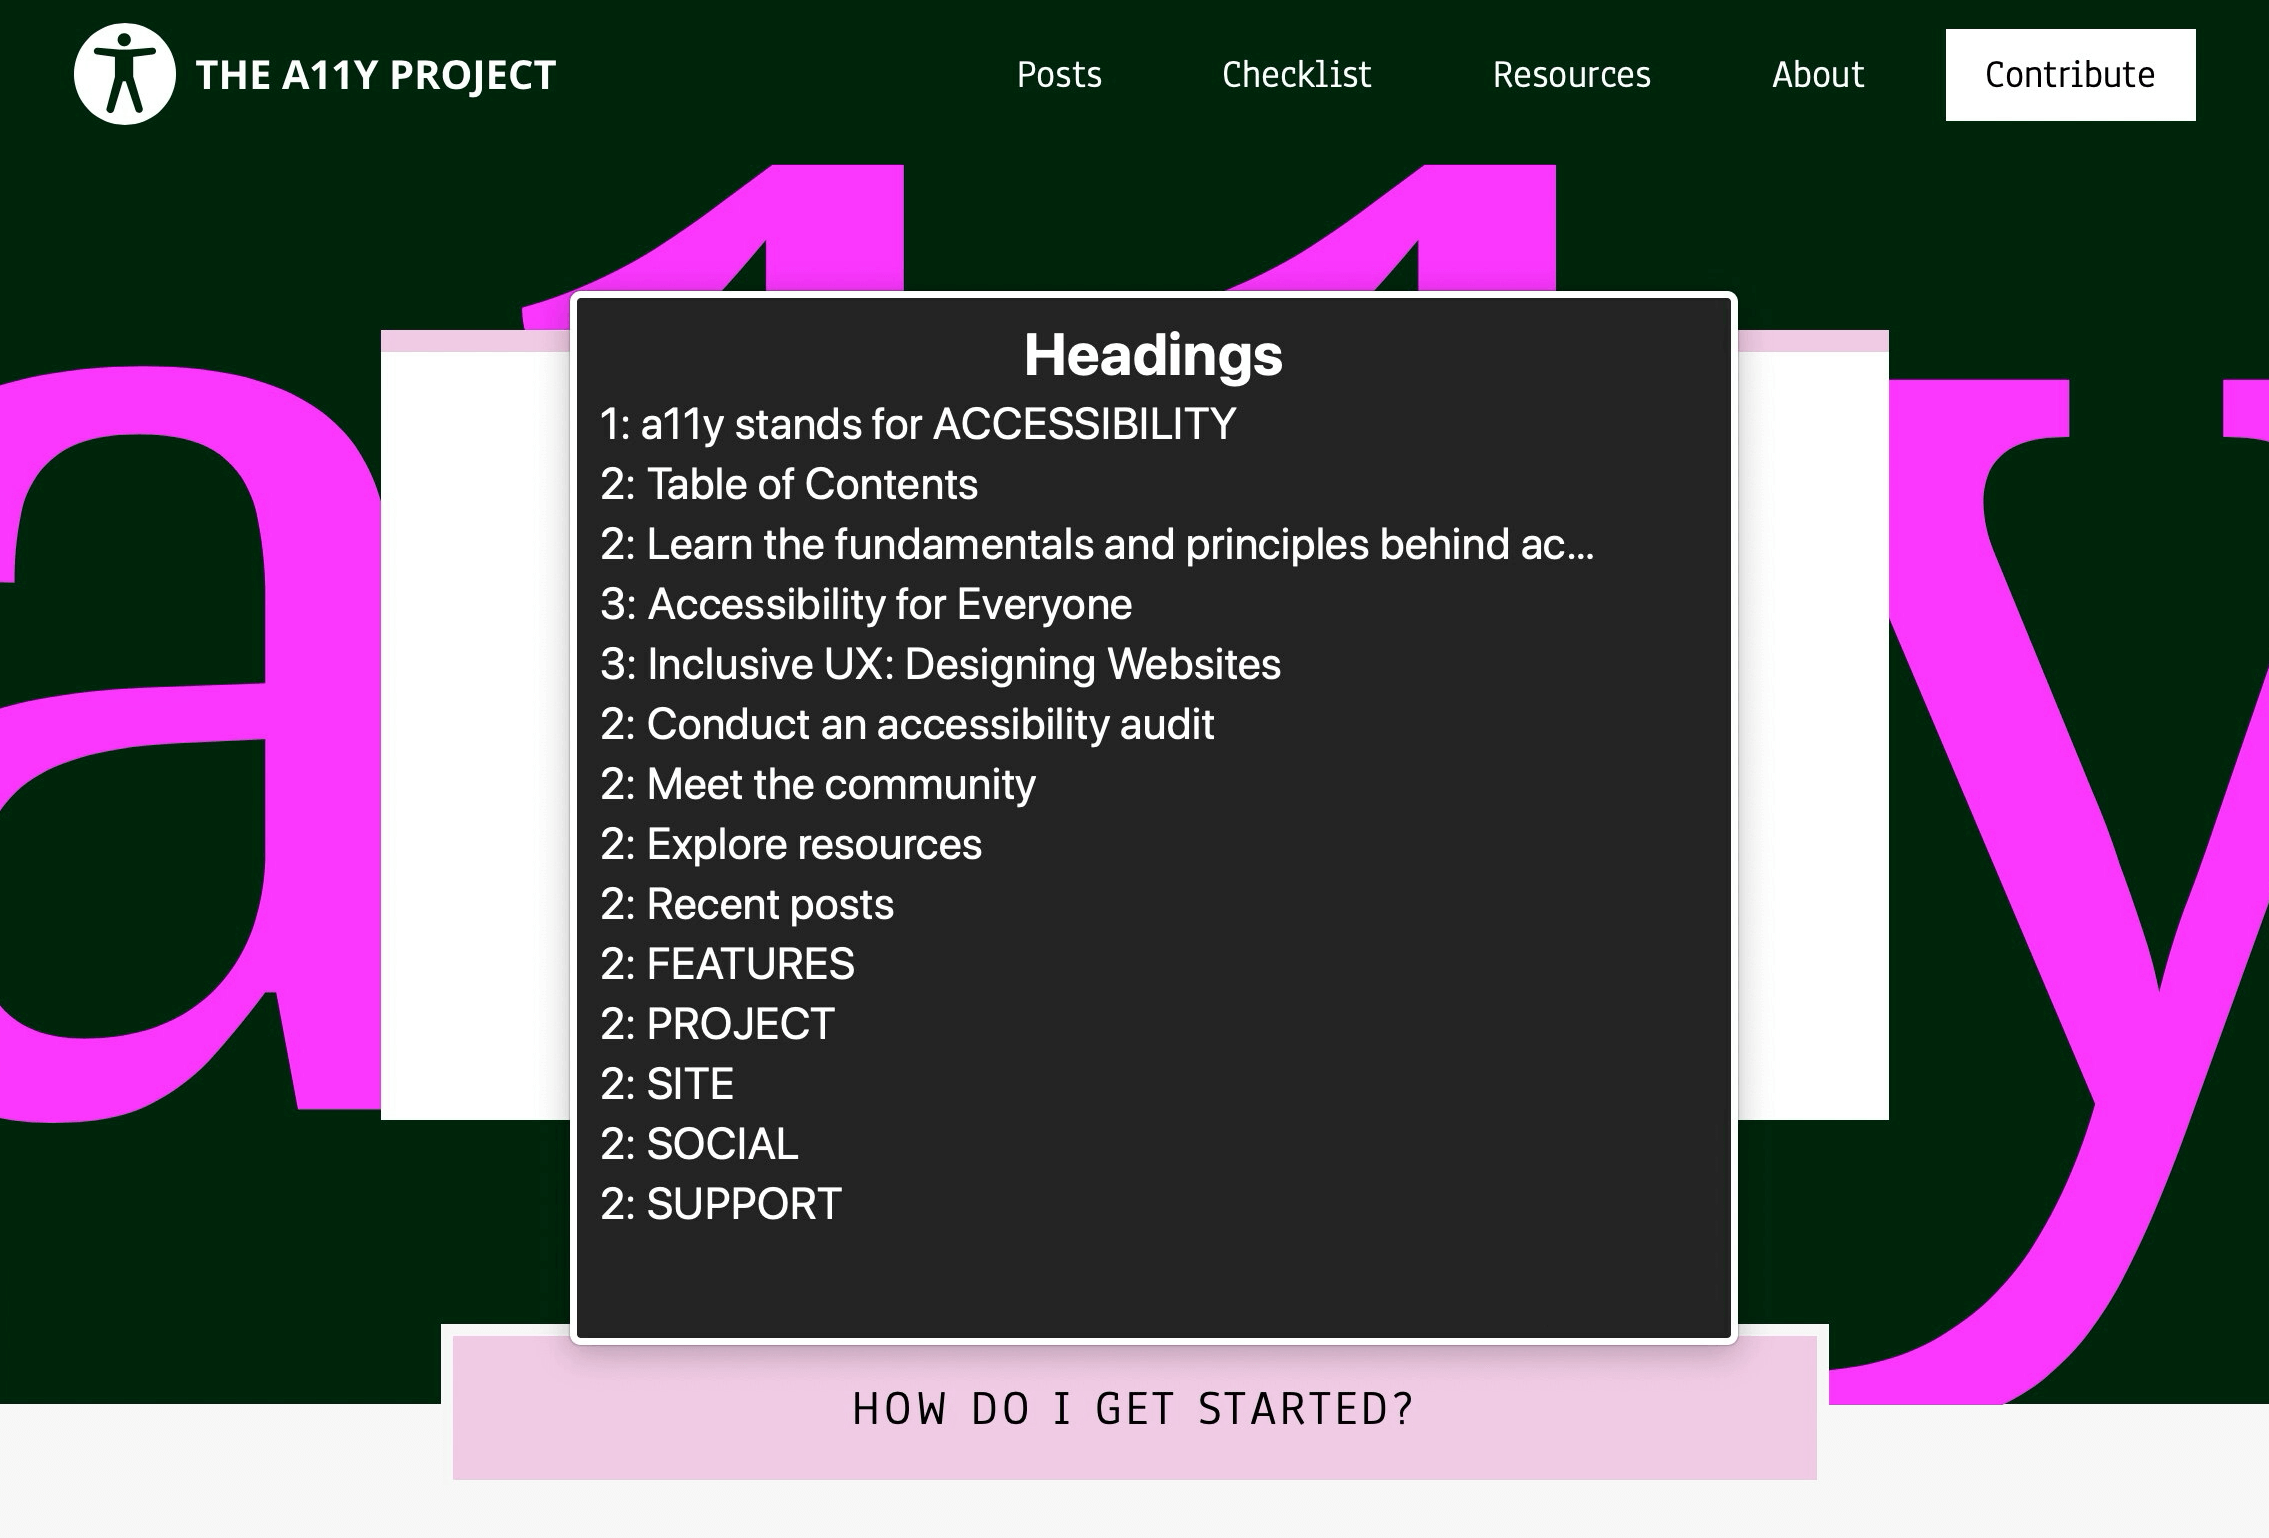 THE A11Y PROJECT
Posts Checklist Resources About Contribute
a11y
Headings
1: a11y stands for ACCESSIBILITY
2: Table of Contents
2: Learn the fundamentals and principles behind ac...
3: Accessibility for Everyone
3: Inclusive UX: Designing Websites
2: Conduct an accessibility audit
2: Meet the community
2: Explore resources
2: Recent posts
2: FEATURES
2: PROJECT
2: SITE
2: SOCIAL
2: SUPPORT
HOW DO I GET STARTED?